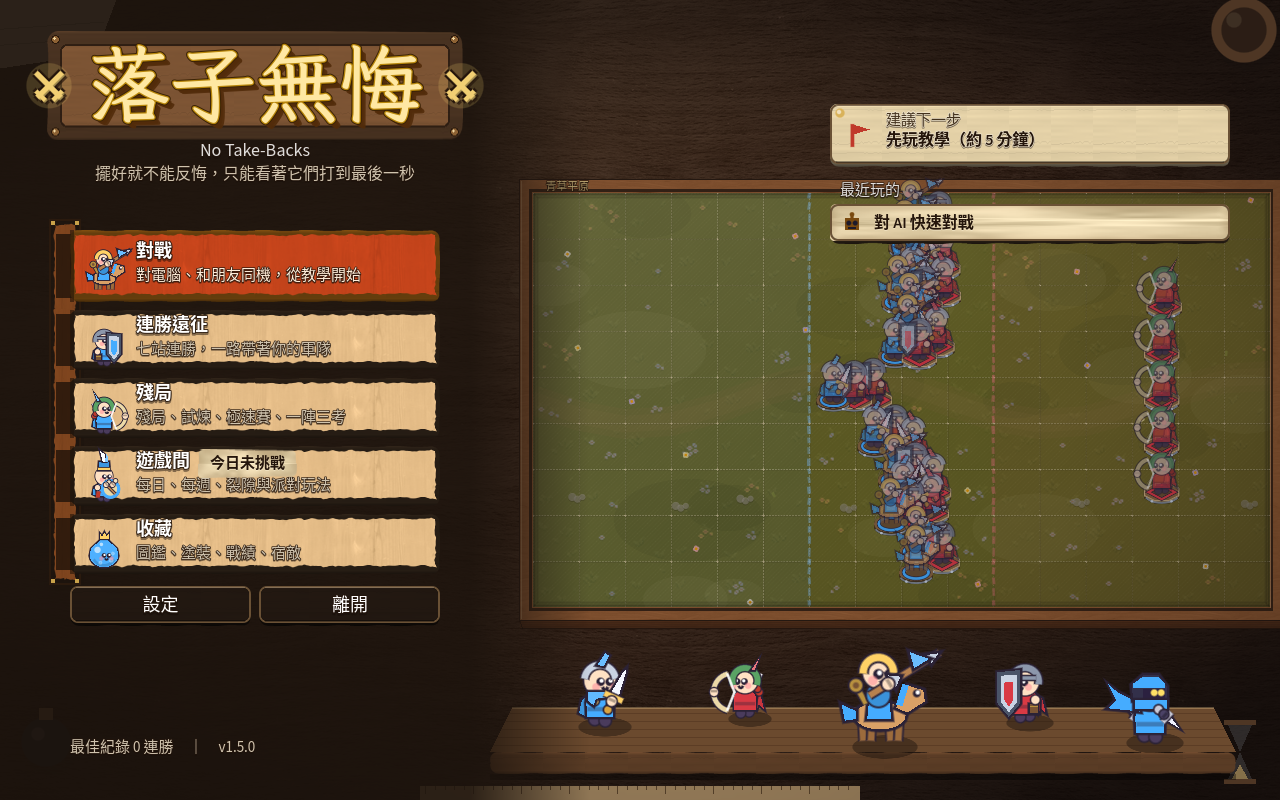 落子無悔
No Take-Backs
擺好就不能反悔，只能看著它們打到最後一秒
對戰
對電腦、和朋友同機，從教學開始
連勝遠征
七站連勝，一路帶著你的軍隊
殘局
殘局、試煉、極速賽、一陣三考
遊戲間 今日未挑戰
每日、每週、裂隙與派對玩法
收藏
圖鑑、塗裝、戰績、宿敵
設定 離開
最佳紀錄 0 連勝 | v1.5.0
建議下一步
先玩教學（約 5 分鐘）
青草平原
最近玩的
對 AI 快速對戰